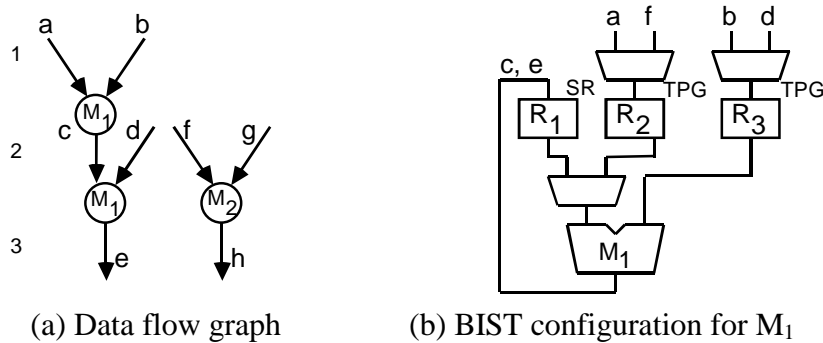 a b
1
M1
c d f g
2
M1 M2
3
e h
(a) Data flow graph
a f b d
c, e
SR TPG TPG
R1 R2 R3
M1
(b) BIST configuration for M1